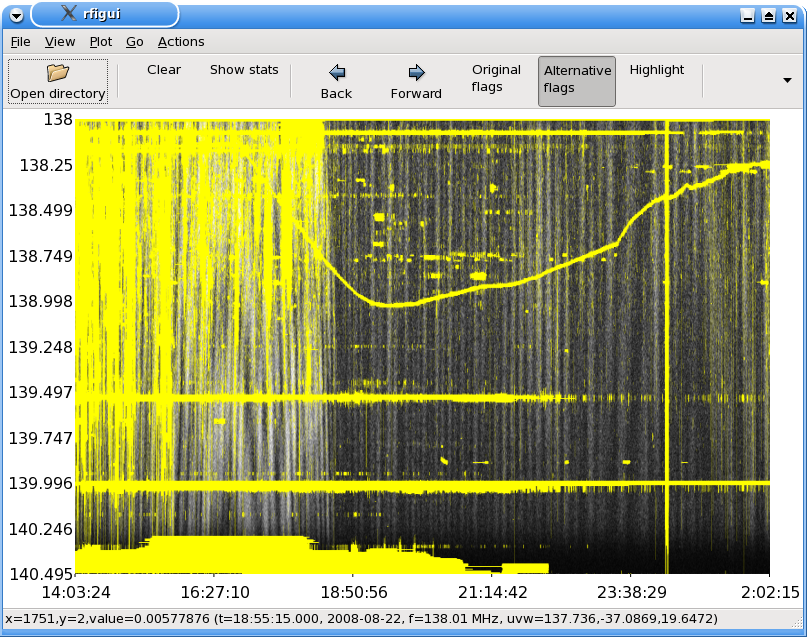 rfigui
File View Plot Go Actions
Open directory Clear Show stats Back Forward Original flags Alternative flags Highlight
138
138.25
138.499
138.749
138.998
139.248
139.497
139.747
139.996
140.246
140.495
14:03:24 16:27:10 18:50:56 21:14:42 23:38:29 2:02:15
x=1751,y=2,value=0.00577876 (t=18:55:15.000, 2008-08-22, f=138.01 MHz, uvw=137.736,-37.0869,19.6472)